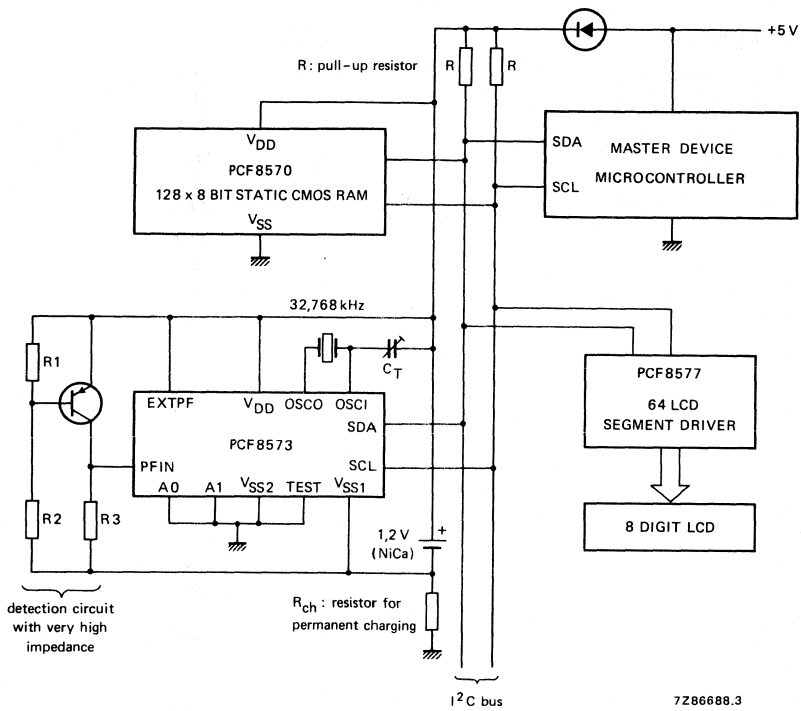 +5 V
R : pull-up resistor
R
R
VDD
PCF8570
128 x 8 BIT STATIC CMOS RAM
VSS
SDA
MASTER DEVICE
MICROCONTROLLER
SCL
32,768 kHz
R1
CT
EXTPF
VDD
OSCO
OSCI
SDA
PCF8573
PFIN
SCL
A0
A1
VSS2
TEST
VSS1
R2
R3
PCF8577
64 LCD
SEGMENT DRIVER
8 DIGIT LCD
1,2 V
(NiCa)
+
Rch : resistor for
permanent charging
detection circuit
with very high
impedance
I2C bus
7Z86688.3